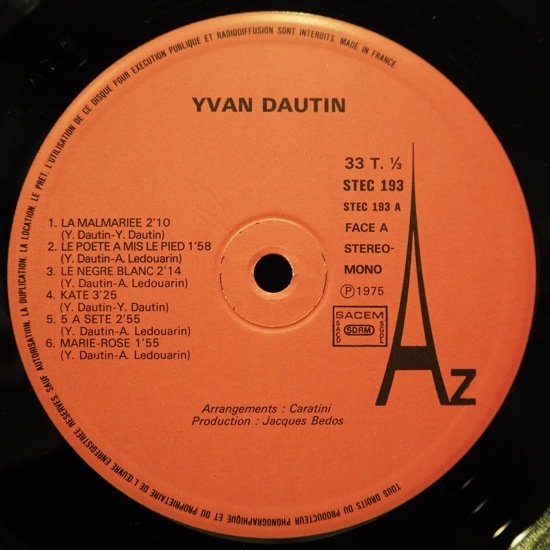 TOUS DROITS DU PRODUCTEUR PHONOGRAPHIQUE ET DU PROPRIETAIRE DE L'ŒUVRE ENREGISTREE RESERVES SAUF AUTORISATION, LA DUPLICATION, LA LOCATION, LE PRET, L'UTILISATION DE CE DISQUE POUR EXECUTION PUBLIQUE ET RADIODIFFUSION SONT INTERDITS. MADE IN FRANCE
YVAN DAUTIN
33 T. ⅓
STEC 193
STEC 193 A
FACE A
STEREO-
MONO
Ⓟ 1975
SACEM
SACD
SDRM
SGDL
Az
1. LA MALMARIEE 2'10
(Y. Dautin-Y. Dautin)
2. LE POETE A MIS LE PIED 1'58
(Y. Dautin-A. Ledouarin)
3. LE NEGRE BLANC 2'14
(Y. Dautin-A. Ledouarin)
4. KATE 3'25
(Y. Dautin-Y. Dautin)
5. 5 A SETE 2'55
(Y. Dautin-A. Ledouarin)
6. MARIE-ROSE 1'55
(Y. Dautin-A. Ledouarin)
Arrangements : Caratini
Production : Jacques Bedos